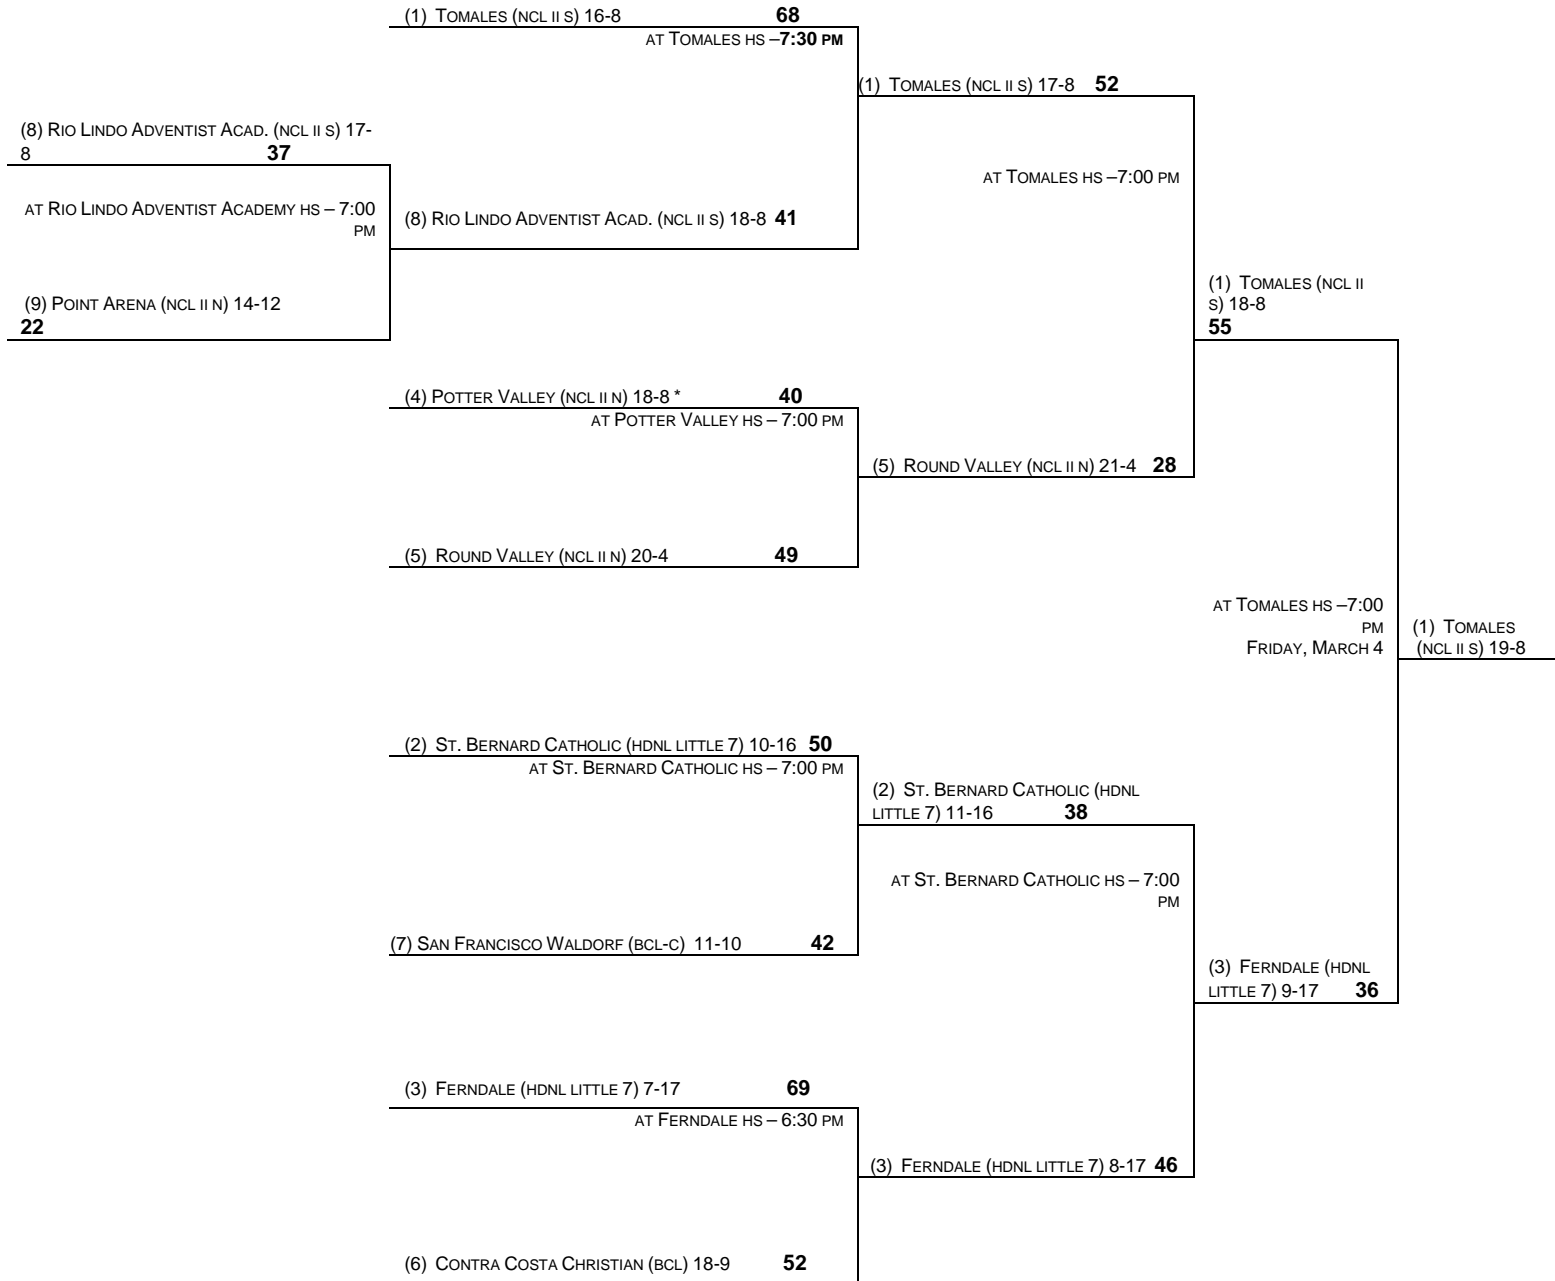 (1) Tomales (NCL II S) 16-8 68
at Tomales HS –7:30 PM
(1) Tomales (NCL II S) 17-8 52
(8) Rio Lindo Adventist Acad. (NCL II S) 17-
8 37
at Tomales HS –7:00 PM
at Rio Lindo Adventist Academy HS – 7:00
PM
(8) Rio Lindo Adventist Acad. (NCL II S) 18-8 41
(1) Tomales (NCL II
S) 18-8
55
(9) Point Arena (NCL II N) 14-12
22
(4) Potter Valley (NCL II N) 18-8 * 40
at Potter Valley HS – 7:00 PM
(5) Round Valley (NCL II N) 21-4 28
(5) Round Valley (NCL II N) 20-4 49
at Tomales HS –7:00
PM
Friday, March 4
(1) Tomales
(NCL II S) 19-8
(2) St. Bernard Catholic (HDNL Little 7) 10-16 50
at St. Bernard Catholic HS – 7:00 PM
(2) St. Bernard Catholic (HDNL
Little 7) 11-16 38
at St. Bernard Catholic HS – 7:00
PM
(7) San Francisco Waldorf (BCL-C) 11-10 42
(3) Ferndale (HDNL
Little 7) 9-17 36
(3) Ferndale (HDNL Little 7) 7-17 69
at Ferndale HS – 6:30 PM
(3) Ferndale (HDNL Little 7) 8-17 46
(6) Contra Costa Christian (BCL) 18-9 52